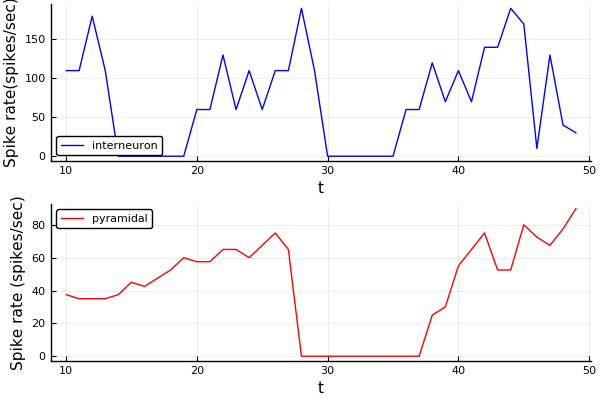 Spike rate(spikes/sec)
150
100
50
0
interneuron
10 20 30 40 50
t
Spike rate (spikes/sec)
80
60
40
20
0
pyramidal
10 20 30 40 50
t